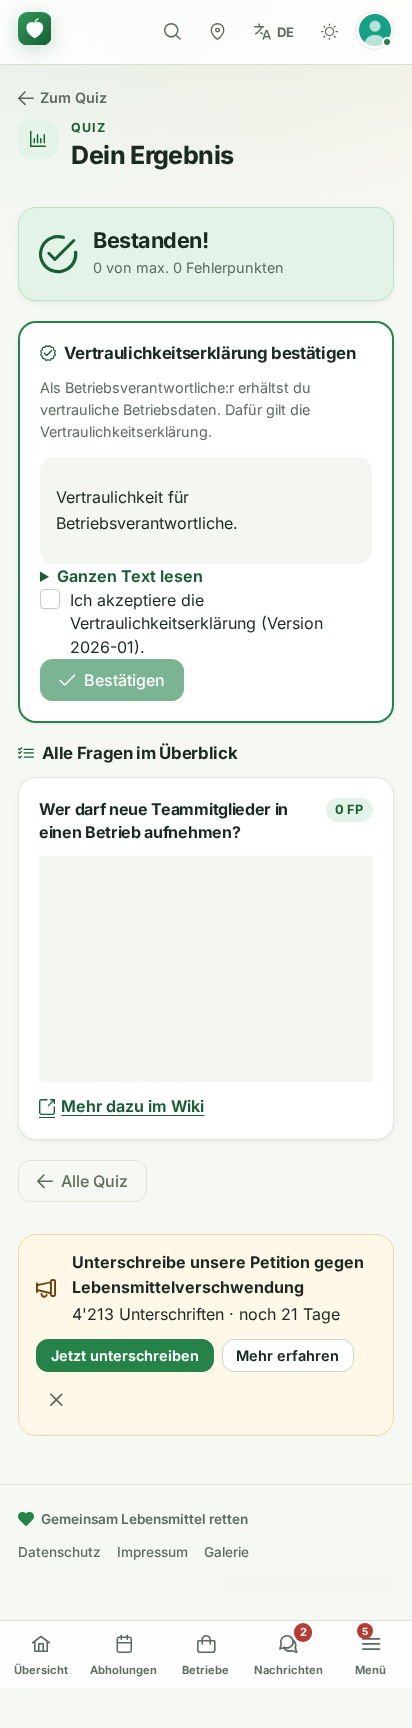 DE
Zum Quiz
QUIZ
Dein Ergebnis
Bestanden!
0 von max. 0 Fehlerpunkten
Vertraulichkeitserklärung bestätigen
Als Betriebsverantwortliche:r erhältst du
vertrauliche Betriebsdaten. Dafür gilt die
Vertraulichkeitserklärung.
Vertraulichkeit für
Betriebsverantwortliche.
Ganzen Text lesen
Ich akzeptiere die
Vertraulichkeitserklärung (Version
2026-01).
Bestätigen
Alle Fragen im Überblick
Wer darf neue Teammitglieder in
einen Betrieb aufnehmen?
0 FP
Mehr dazu im Wiki
Alle Quiz
Unterschreibe unsere Petition gegen
Lebensmittelverschwendung
4'213 Unterschriften · noch 21 Tage
Jetzt unterschreiben
Mehr erfahren
Gemeinsam Lebensmittel retten
Datenschutz Impressum Galerie
2 5
Übersicht Abholungen Betriebe Nachrichten Menü